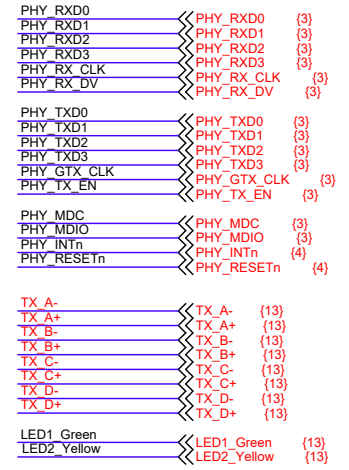 PHY_RXD0 PHY_RXD0 {3}
PHY_RXD1 PHY_RXD1 {3}
PHY_RXD2 PHY_RXD2 {3}
PHY_RXD3 PHY_RXD3 {3}
PHY_RX_CLK PHY_RX_CLK {3}
PHY_RX_DV PHY_RX_DV {3}
PHY_TXD0 PHY_TXD0 {3}
PHY_TXD1 PHY_TXD1 {3}
PHY_TXD2 PHY_TXD2 {3}
PHY_TXD3 PHY_TXD3 {3}
PHY_GTX_CLK PHY_GTX_CLK {3}
PHY_TX_EN PHY_TX_EN {3}
PHY_MDC PHY_MDC {3}
PHY_MDIO PHY_MDIO {3}
PHY_INTn PHY_INTn {4}
PHY_RESETn PHY_RESETn {4}
TX_A- TX_A- {13}
TX_A+ TX_A+ {13}
TX_B- TX_B- {13}
TX_B+ TX_B+ {13}
TX_C- TX_C- {13}
TX_C+ TX_C+ {13}
TX_D- TX_D- {13}
TX_D+ TX_D+ {13}
LED1_Green LED1_Green {13}
LED2_Yellow LED2_Yellow {13}